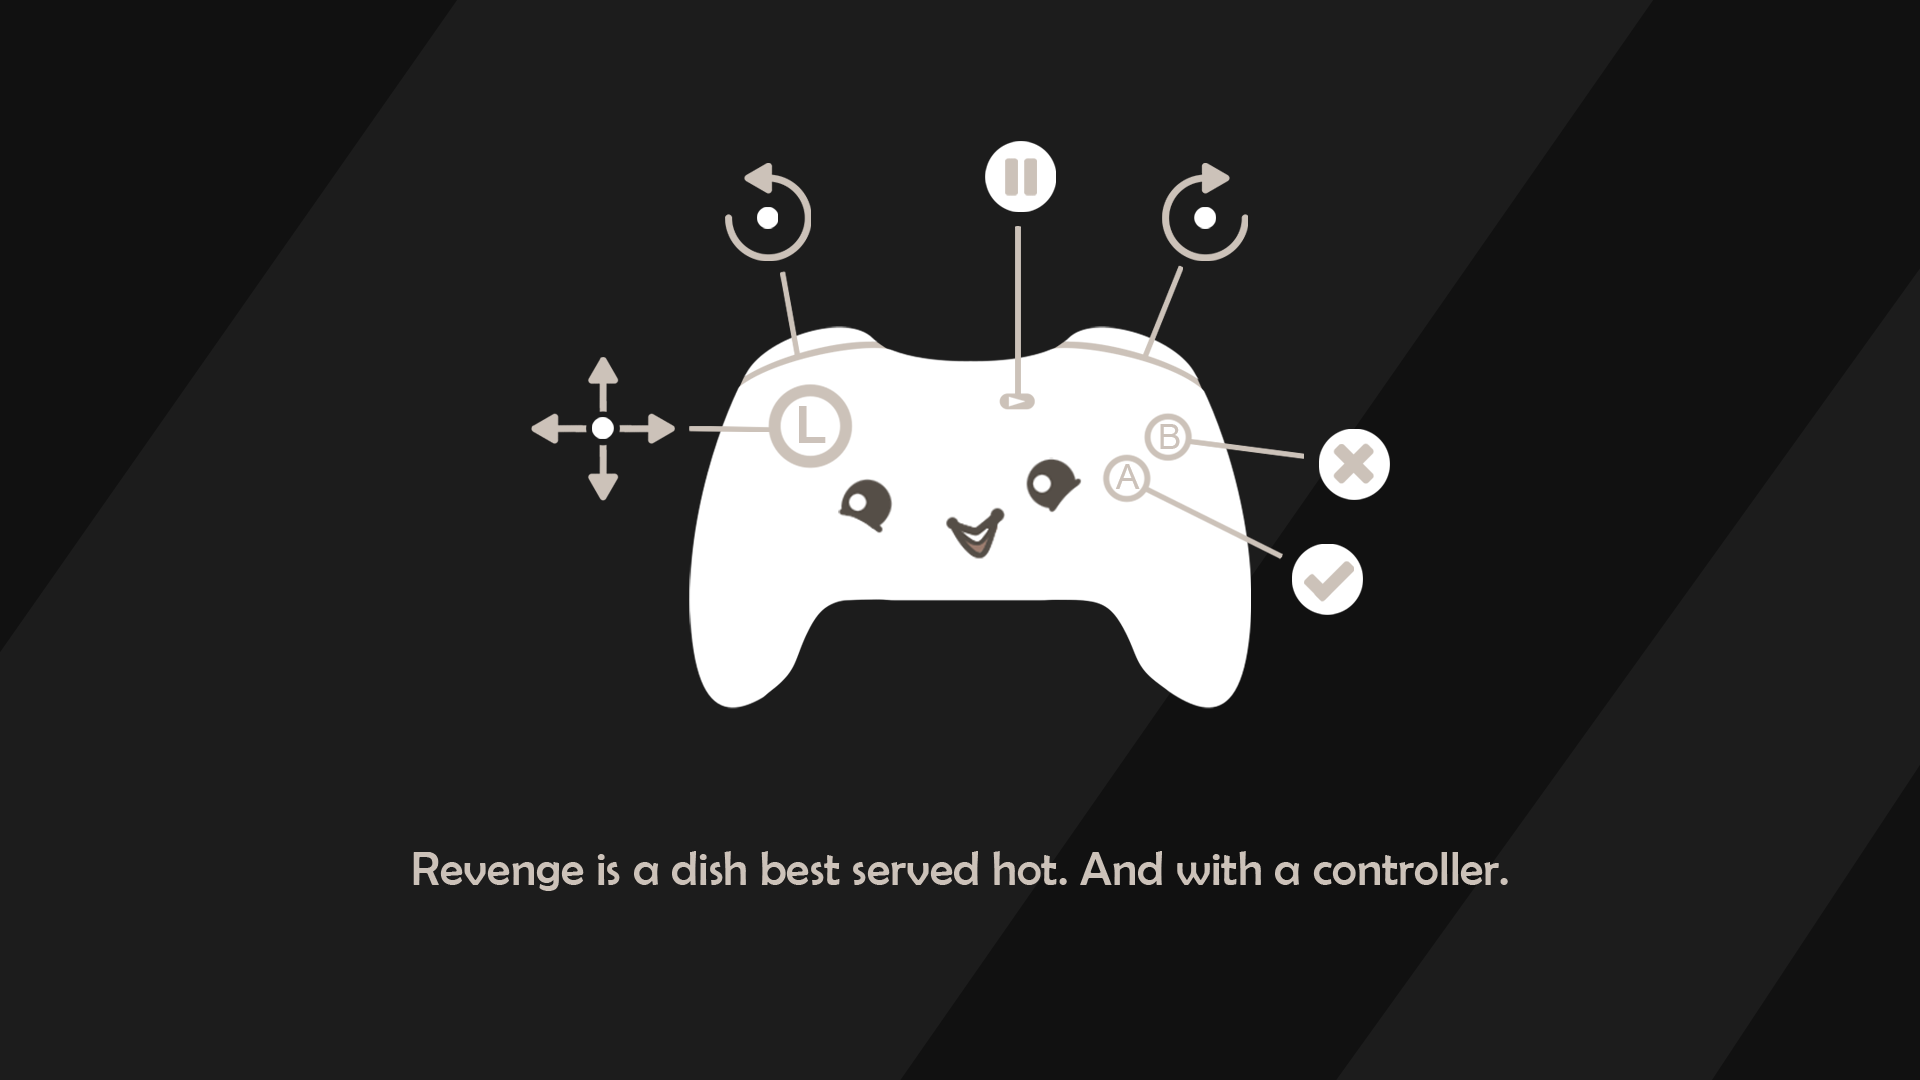 L
B
A
Revenge is a dish best served hot. And with a controller.